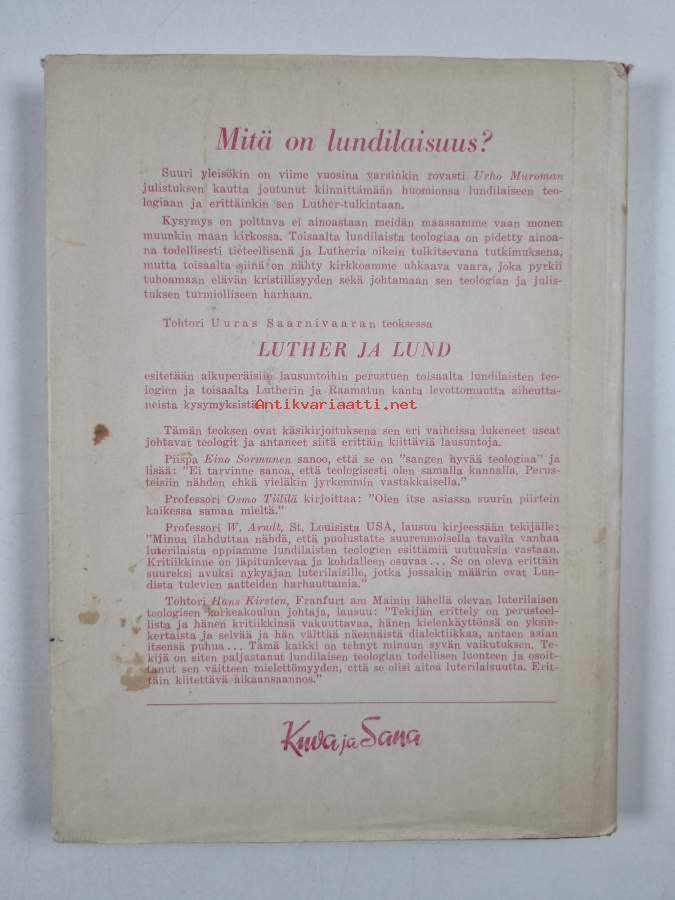 Mitä on lundilaisuus?
Suuri yleisökin on viime vuosina varsinkin rovasti Urho Muroman
julistuksen kautta joutunut kiinnittämään huomionsa lundilaiseen teo-
logiaan ja erittäinkin sen Luther-tulkintaan.
Kysymys on polttava ei ainoastaan meidän maassamme vaan monen
muunkin maan kirkossa. Toisaalta lundilaista teologiaa on pidetty ainoa-
na todellisesti tieteellisenä ja Lutheria oikein tulkitsevana tutkimuksena,
mutta toisaalta siinä on nähty kirkkoamme uhkaava vaara, joka pyrkii
tuhoamaan elävän kristillisyyden sekä johtamaan sen teologian ja julis-
tuksen turmiolliseen harhaan.
Tohtori Uuras Saarnivaaran teoksessa
LUTHER JA LUND
esitetään alkuperäisiin lausuntoihin perustuen toisaalta lundilaisten teo-
logien ja toisaalta Lutherin ja Raamatun kanta levottomuutta aiheutta-
neista kysymyksistä.
Antikvariaatti.net
Tämän teoksen ovat käsikirjoituksena sen eri vaiheissa lukeneet useat
johtavat teologit ja antaneet siitä erittäin kiittäviä lausuntoja.
Piispa Eino Sormunen sanoo, että se on "sangen hyvää teologiaa" ja
lisää: "Ei tarvinne sanoa, että teologisesti olen samalla kannalla. Perus-
teisiin nähden ehkä vieläkin jyrkemmin vastakkaisella."
Professori Osmo Tiililä kirjoittaa: "Olen itse asiassa suurin piirtein
kaikessa samaa mieltä."
Professori W. Arndt, St. Louisista USA, lausuu kirjeessään tekijälle:
"Minua ilahduttaa nähdä, että puolustatte suurenmoisella tavalla vanhaa
luterilaista oppiamme lundilaisten teologien esittämiä uutuuksia vastaan.
Kritiikkinne on läpitunkevaa ja kohdalleen osuvaa... Se on oleva erittäin
suureksi avuksi nykyajan luterilaisille, jotka jossakin määrin ovat Lun-
dista tulevien aatteiden harhauttamia."
Tohtori Hans Kirsten, Franfurt am Mainin lähellä olevan luterilaisen
teologisen korkeakoulun johtaja, lausuu: "Tekijän erittely on perusteel-
lista ja hänen kritiikkinsä vakuuttavaa, hänen kielenkäyttönsä on yksin-
kertaista ja selvää ja hän välttää näennäistä dialektiikkaa, antaen asian
itsensä puhua... Tämä kaikki on tehnyt minuun syvän vaikutuksen. Te-
kijä on siten paljastanut lundilaisen teologian todellisen luonteen ja osoit-
tanut sen väitteen mielettömyyden, että se olisi aitoa luterilaisuutta. Erit-
täin kiitettävä aikaansaannos."
Kuva ja Sana